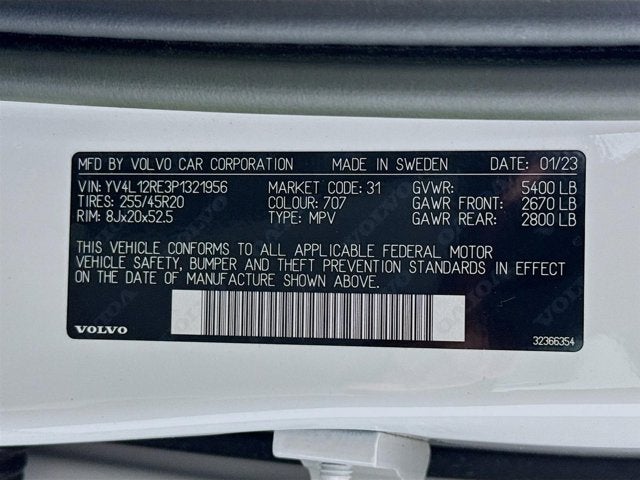 MFD BY VOLVO CAR CORPORATION MADE IN SWEDEN DATE: 01/23
VIN: YV4L12RE3P1321956 MARKET CODE: 31 GVWR: 5400 LB
TIRES: 255/45R20 COLOUR: 707 GAWR FRONT: 2670 LB
RIM: 8Jx20x52.5 TYPE: MPV GAWR REAR: 2800 LB
THIS VEHICLE CONFORMS TO ALL APPLICABLE FEDERAL MOTOR
VEHICLE SAFETY, BUMPER AND THEFT PREVENTION STANDARDS IN EFFECT
ON THE DATE OF MANUFACTURE SHOWN ABOVE.
VOLVO 32366354